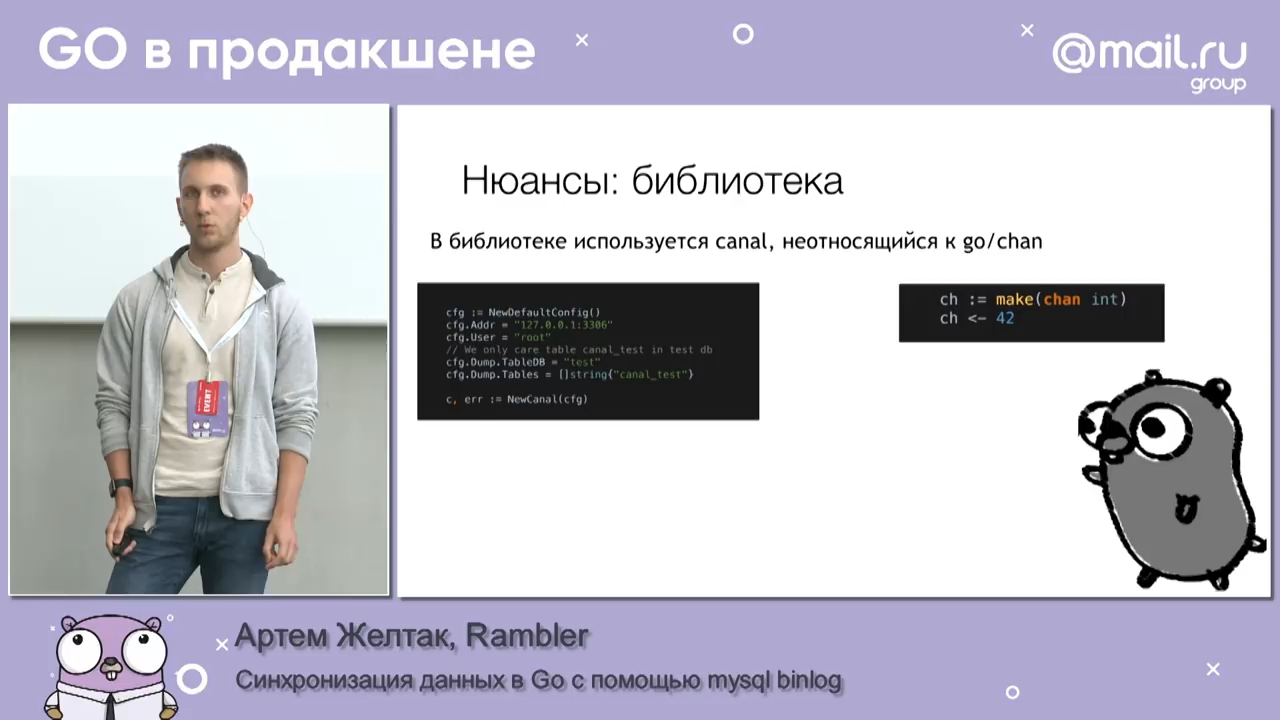 GO в продакшене
@mail.ru
group
Нюансы: библиотека
В библиотеке используется canal, неотносящийся к go/chan
cfg := NewDefaultConfig()
cfg.Addr = "127.0.0.1:3306"
cfg.User = "root"
// We only care table canal_test in test db
cfg.Dump.TableDB = "test"
cfg.Dump.Tables = []string{"canal_test"}
c, err := NewCanal(cfg)
ch := make(chan int)
ch <- 42
EVENT
Артем Желтак, Rambler
Синхронизация данных в Go с помощью mysql binlog